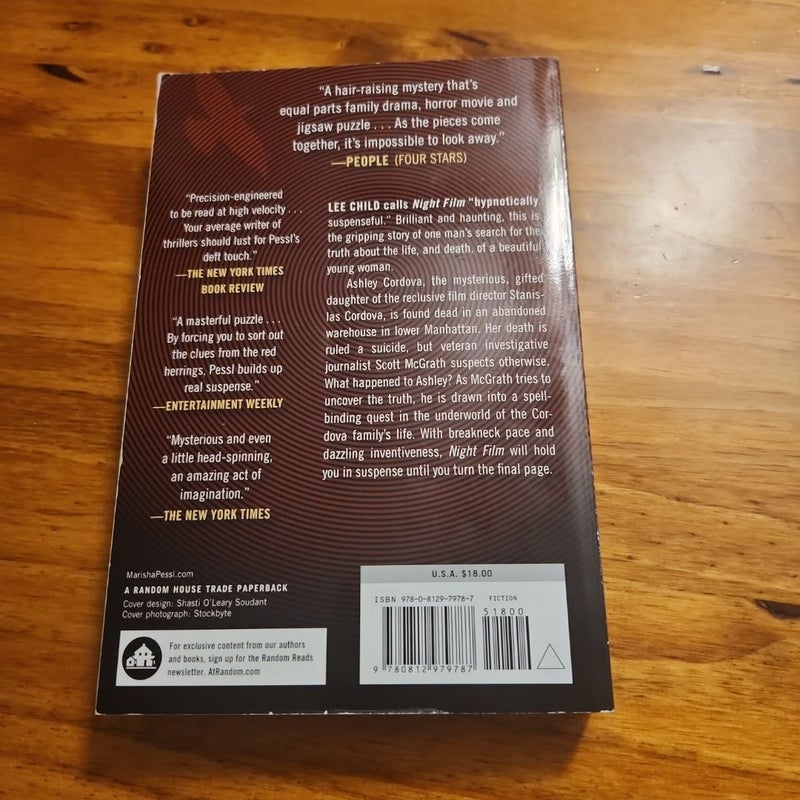 “A hair-raising mystery that’s
equal parts family drama, horror movie and
jigsaw puzzle . . . As the pieces come
together, it’s impossible to look away.”
—PEOPLE (FOUR STARS)
“Precision-engineered
to be read at high velocity . . .
Your average writer of
thrillers should lust for Pessl’s
deft touch.”
—THE NEW YORK TIMES
BOOK REVIEW
“A masterful puzzle . . .
By forcing you to sort out
the clues from the red
herrings, Pessl builds up
real suspense.”
—ENTERTAINMENT WEEKLY
“Mysterious and even
a little head-spinning,
an amazing act of
imagination.”
—THE NEW YORK TIMES
LEE CHILD calls Night Film “hypnotically
suspenseful.” Brilliant and haunting, this is
the gripping story of one man’s search for the
truth about the life, and death, of a beautiful
young woman.
Ashley Cordova, the mysterious, gifted
daughter of the reclusive film director Stanis-
las Cordova, is found dead in an abandoned
warehouse in lower Manhattan. Her death is
ruled a suicide, but veteran investigative
journalist Scott McGrath suspects otherwise.
What happened to Ashley? As McGrath tries to
uncover the truth, he is drawn into a spell-
binding quest in the underworld of the Cor-
dova family’s life. With breakneck pace and
dazzling inventiveness, Night Film will hold
you in suspense until you turn the final page.
MarishaPessl.com
A RANDOM HOUSE TRADE PAPERBACK
Cover design: Shasti O’Leary Soudant
Cover photograph: Stockbyte
For exclusive content from our authors
and books, sign up for the Random Reads
newsletter. AtRandom.com
U.S.A. $18.00
ISBN 978-0-8129-7978-7 FICTION
51800
9 780812 979787